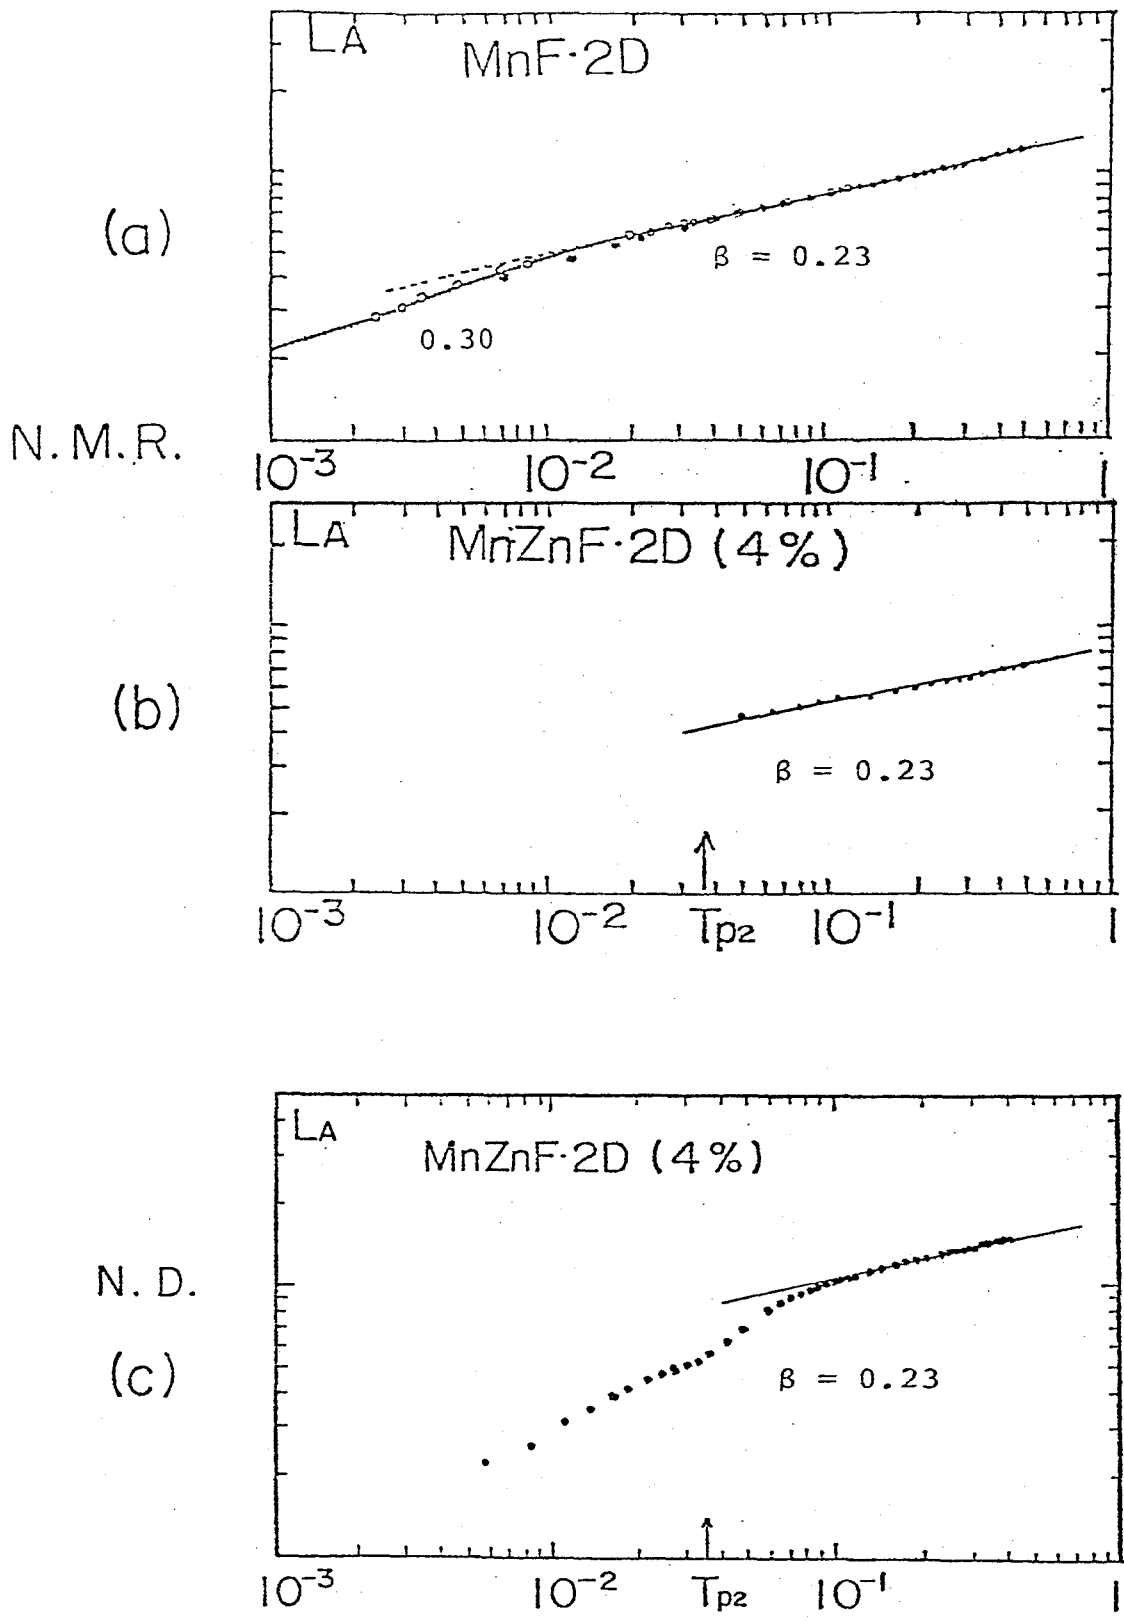 LA MnF·2D
(a)
β = 0.23
0.30
N.M.R.
10-3 10-2 10-1 1
LA MnZnF·2D (4%)
(b)
β = 0.23
10-3 10-2 Tp2 10-1 1
LA
MnZnF·2D (4%)
N.D.
(c)
β = 0.23
10-3 10-2 Tp2 10-1 1